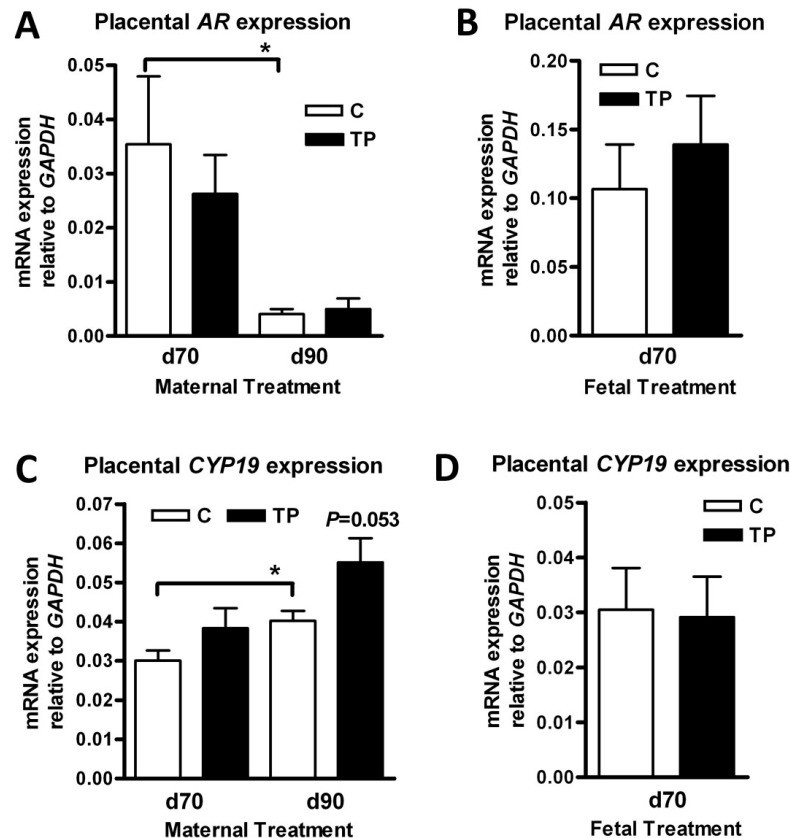 A
Placental AR expression
*
0.05
0.04
0.03
0.02
0.01
0.00
mRNA expression
relative to GAPDH
C
TP
d70 d90
Maternal Treatment
B
Placental AR expression
0.20
0.15
0.10
0.05
0.00
mRNA expression
relative to GAPDH
C
TP
d70
Fetal Treatment
C
Placental CYP19 expression
0.07
0.06
0.05
0.04
0.03
0.02
0.01
0.00
mRNA expression
relative to GAPDH
C TP
P=0.053
*
d70 d90
Maternal Treatment
D
Placental CYP19 expression
0.05
0.04
0.03
0.02
0.01
0.00
mRNA expression
relative to GAPDH
C
TP
d70
Fetal Treatment